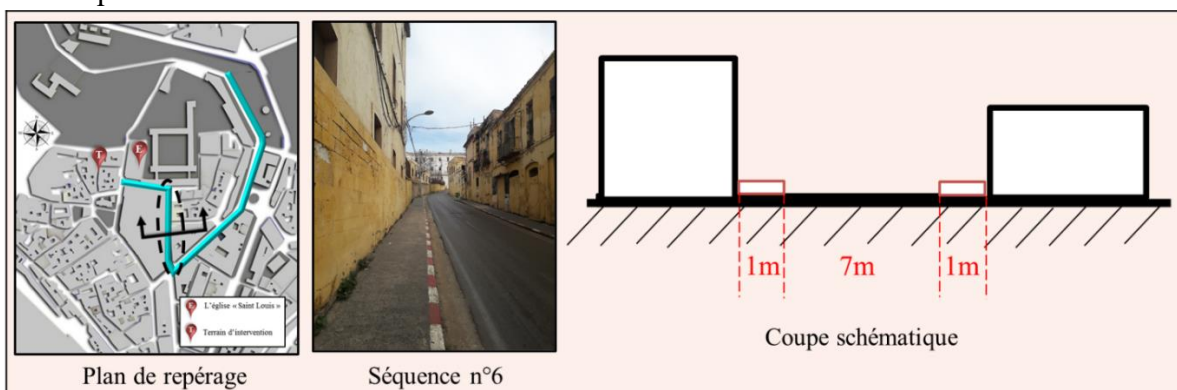 T
E
E L'église « Saint Louis »
T Terrain d'intervention
Plan de repérage
Séquence n°6
1m
7m
1m
Coupe schématique